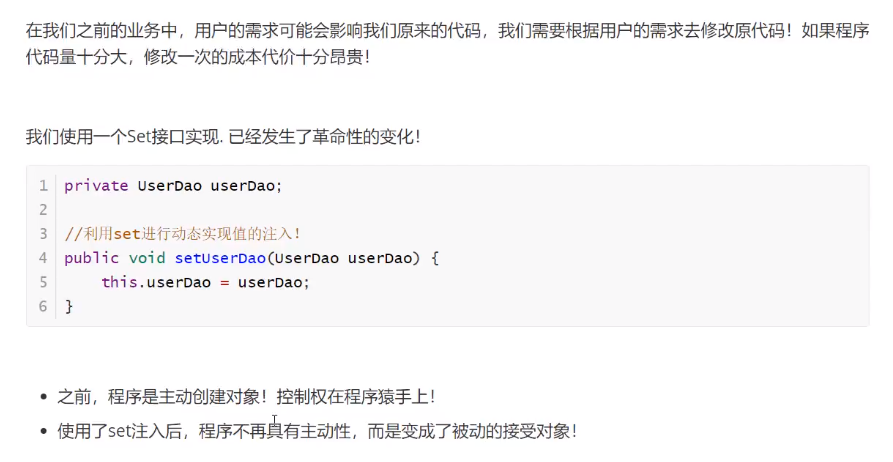 在我们之前的业务中，用户的需求可能会影响我们原来的代码，我们需要根据用户的需求去修改原代码！如果程序
代码量十分大，修改一次的成本代价十分昂贵！
我们使用一个Set接口实现. 已经发生了革命性的变化！
1 private UserDao userDao;
2
3 //利用set进行动态实现值的注入！
4 public void setUserDao(UserDao userDao) {
5     this.userDao = userDao;
6 }
• 之前，程序是主动创建对象！控制权在程序猿手上！
• 使用了set注入后，程序不再具有主动性，而是变成了被动的接受对象！